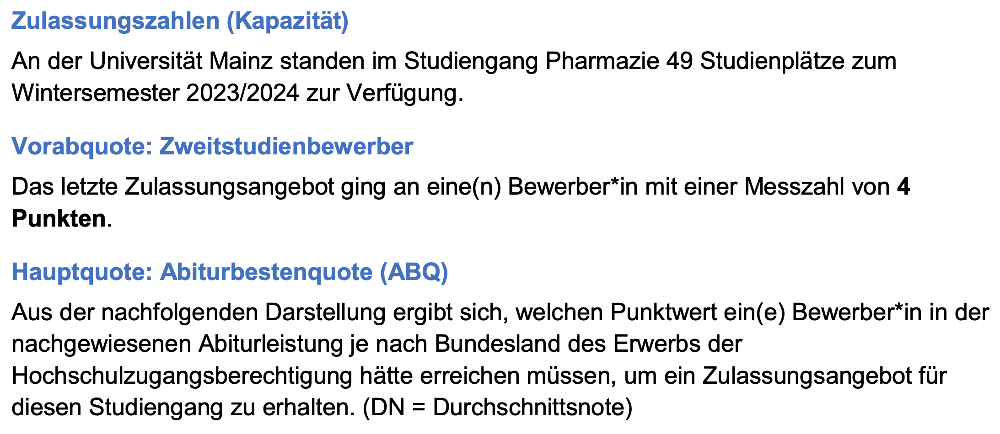 Zulassungszahlen (Kapazität)
An der Universität Mainz standen im Studiengang Pharmazie 49 Studienplätze zum
Wintersemester 2023/2024 zur Verfügung.
Vorabquote: Zweitstudienbewerber
Das letzte Zulassungsangebot ging an eine(n) Bewerber*in mit einer Messzahl von 4
Punkten.
Hauptquote: Abiturbestenquote (ABQ)
Aus der nachfolgenden Darstellung ergibt sich, welchen Punktwert ein(e) Bewerber*in in der
nachgewiesenen Abiturleistung je nach Bundesland des Erwerbs der
Hochschulzugangsberechtigung hätte erreichen müssen, um ein Zulassungsangebot für
diesen Studiengang zu erhalten. (DN = Durchschnittsnote)